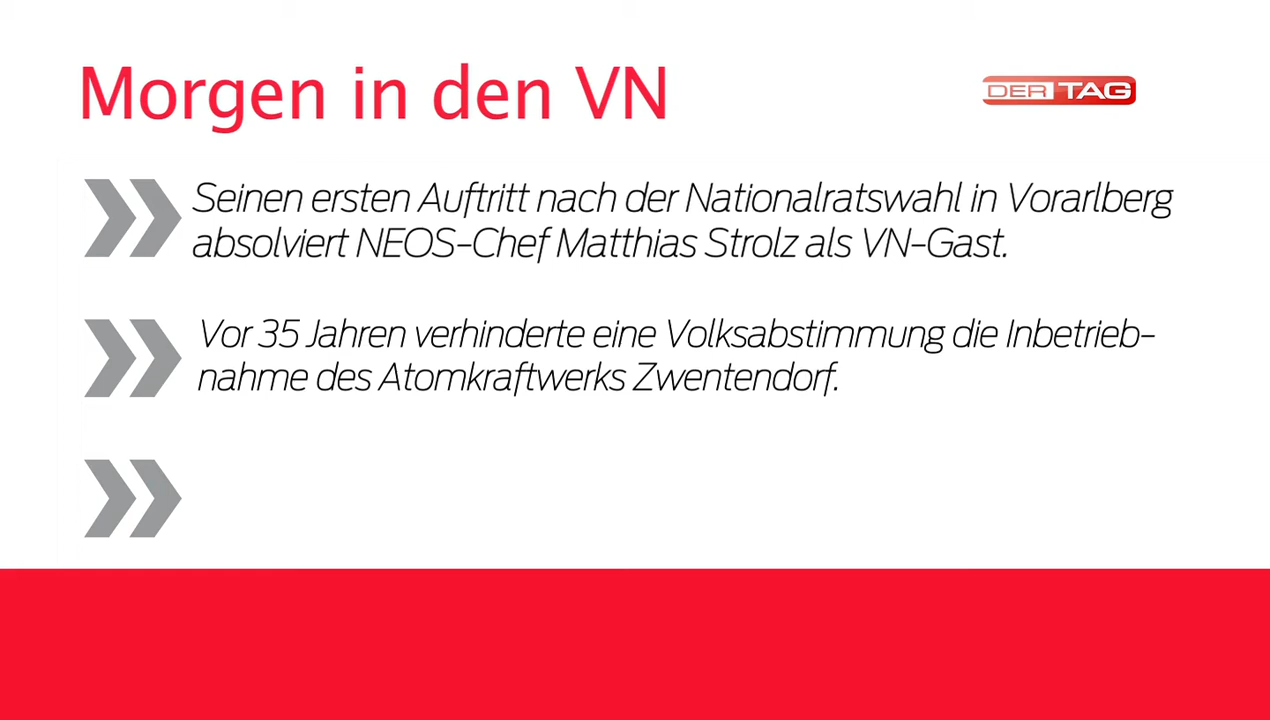 Morgen in den VN
DER TAG
Seinen ersten Auftritt nach der Nationalratswahl in Vorarlberg
absolviert NEOS-Chef Matthias Strolz als VN-Gast.
Vor 35 Jahren verhinderte eine Volksabstimmung die Inbetrieb-
nahme des Atomkraftwerks Zwentendorf.